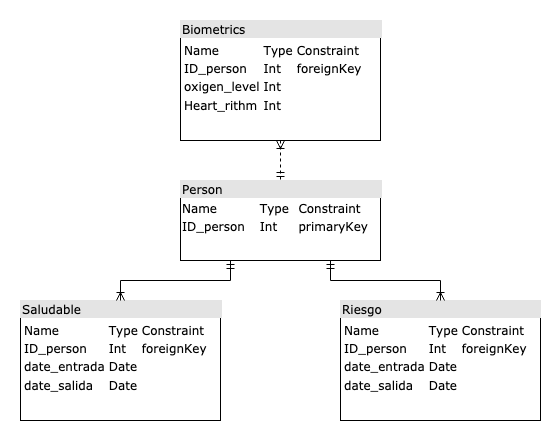 Biometrics
Name Type Constraint
ID_person Int foreignKey
oxigen_level Int
Heart_rithm Int
Person
Name Type Constraint
ID_person Int primaryKey
Saludable
Name Type Constraint
ID_person Int foreignKey
date_entrada Date
date_salida Date
Riesgo
Name Type Constraint
ID_person Int foreignKey
date_entrada Date
date_salida Date